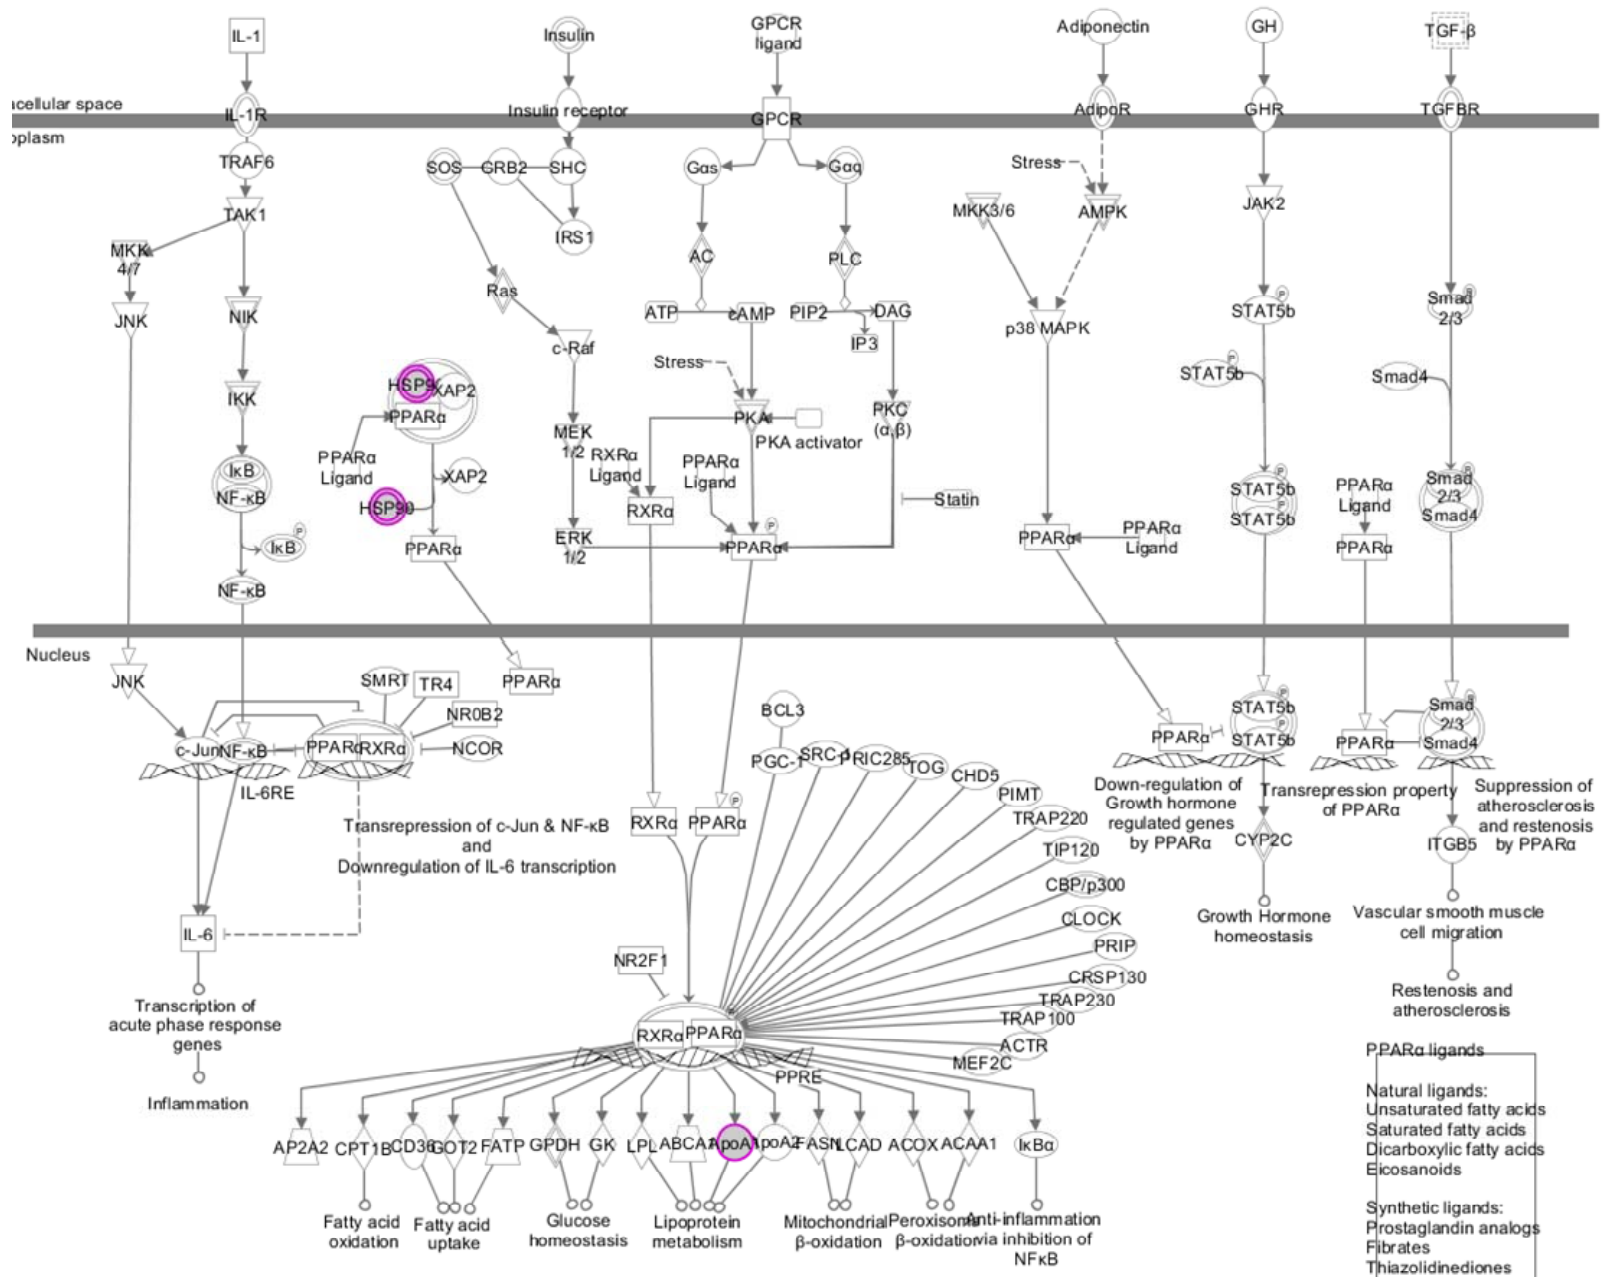 IL-1
Insulin
GPCR
ligand
Adiponectin
GH
TGF-β
acellular space
IL-1R
Insulin receptor
GPCR
AdipoR
GHR
TGFBR
oplasm
TRAF6
SOS
GRB2
SHC
Gαs
Gαq
Stress
TAK1
IRS1
MKK3/6
AMPK
JAK2
MKK
4/7
AC
PLC
Ras
JNK
NIK
ATP
cAMP
PIP2
DAG
IP3
p38 MAPK
P
STAT5b
P
Smad
2/3
c-Raf
Stress
P
STAT5b
Smad4
HSP9
XAP2
PPARα
IKK
PKA
PKA activator
PKC
(α,β)
MEK
1/2
PPARα
Ligand
XAP2
RXRα
Ligand
PPARα
Ligand
IκB
NF-κB
HSP90
RXRα
Statin
P
STAT5b
P
STAT5b
PPARα
Ligand
P
Smad
2/3
Smad4
P
IκB
PPARα
ERK
1/2
P
PPARα
PPARα
PPARα
Ligand
PPARα
NF-κB
Nucleus
JNK
SMRT
TR4
PPARα
NR0B2
NCOR
c-Jun
NF-κB
PPARα
RXRα
IL-6RE
BCL3
PGC-1
SRC-1
PRIC285
TOG
CHD5
PIMT
TRAP220
TIP120
CBP/p300
CLOCK
PRIP
CRSP130
TRAP230
TRAP100
ACTR
MEF2C
PPARα
P
STAT5b
P
STAT5b
PPARα
P
Smad
2/3
Smad4
Down-regulation of
Growth hormone
regulated genes
by PPARα
Transrepression property
of PPARα
Suppression of
atherosclerosis
and restenosis
by PPARα
RXRα
P
PPARα
Transrepression of c-Jun & NF-κB
and
Downregulation of IL-6 transcription
CYP2C
ITGB5
IL-6
Growth Hormone
homeostasis
Vascular smooth muscle
cell migration
NR2F1
Restenosis and
atherosclerosis
Transcription of
acute phase response
genes
RXRα
PPARα
PPRE
Inflammation
AP2A2
CPT1B
CD36
GOT2
FATP
GPDH
GK
LPL
ABCA1
ApoA1
ApoA2
FASN
LCAD
ACOX
ACAA1
IκBα
Fatty acid
oxidation
Fatty acid
uptake
Glucose
homeostasis
Lipoprotein
metabolism
Mitochondrial
β-oxidation
Peroxisoma
β-oxidation
Anti-inflammation
via inhibition of
NFκB
PPARα ligands
Natural ligands:
Unsaturated fatty acids
Saturated fatty acids
Dicarboxylic fatty acids
Eicosanoids
Synthetic ligands:
Prostaglandin analogs
Fibrates
Thiazolidinediones